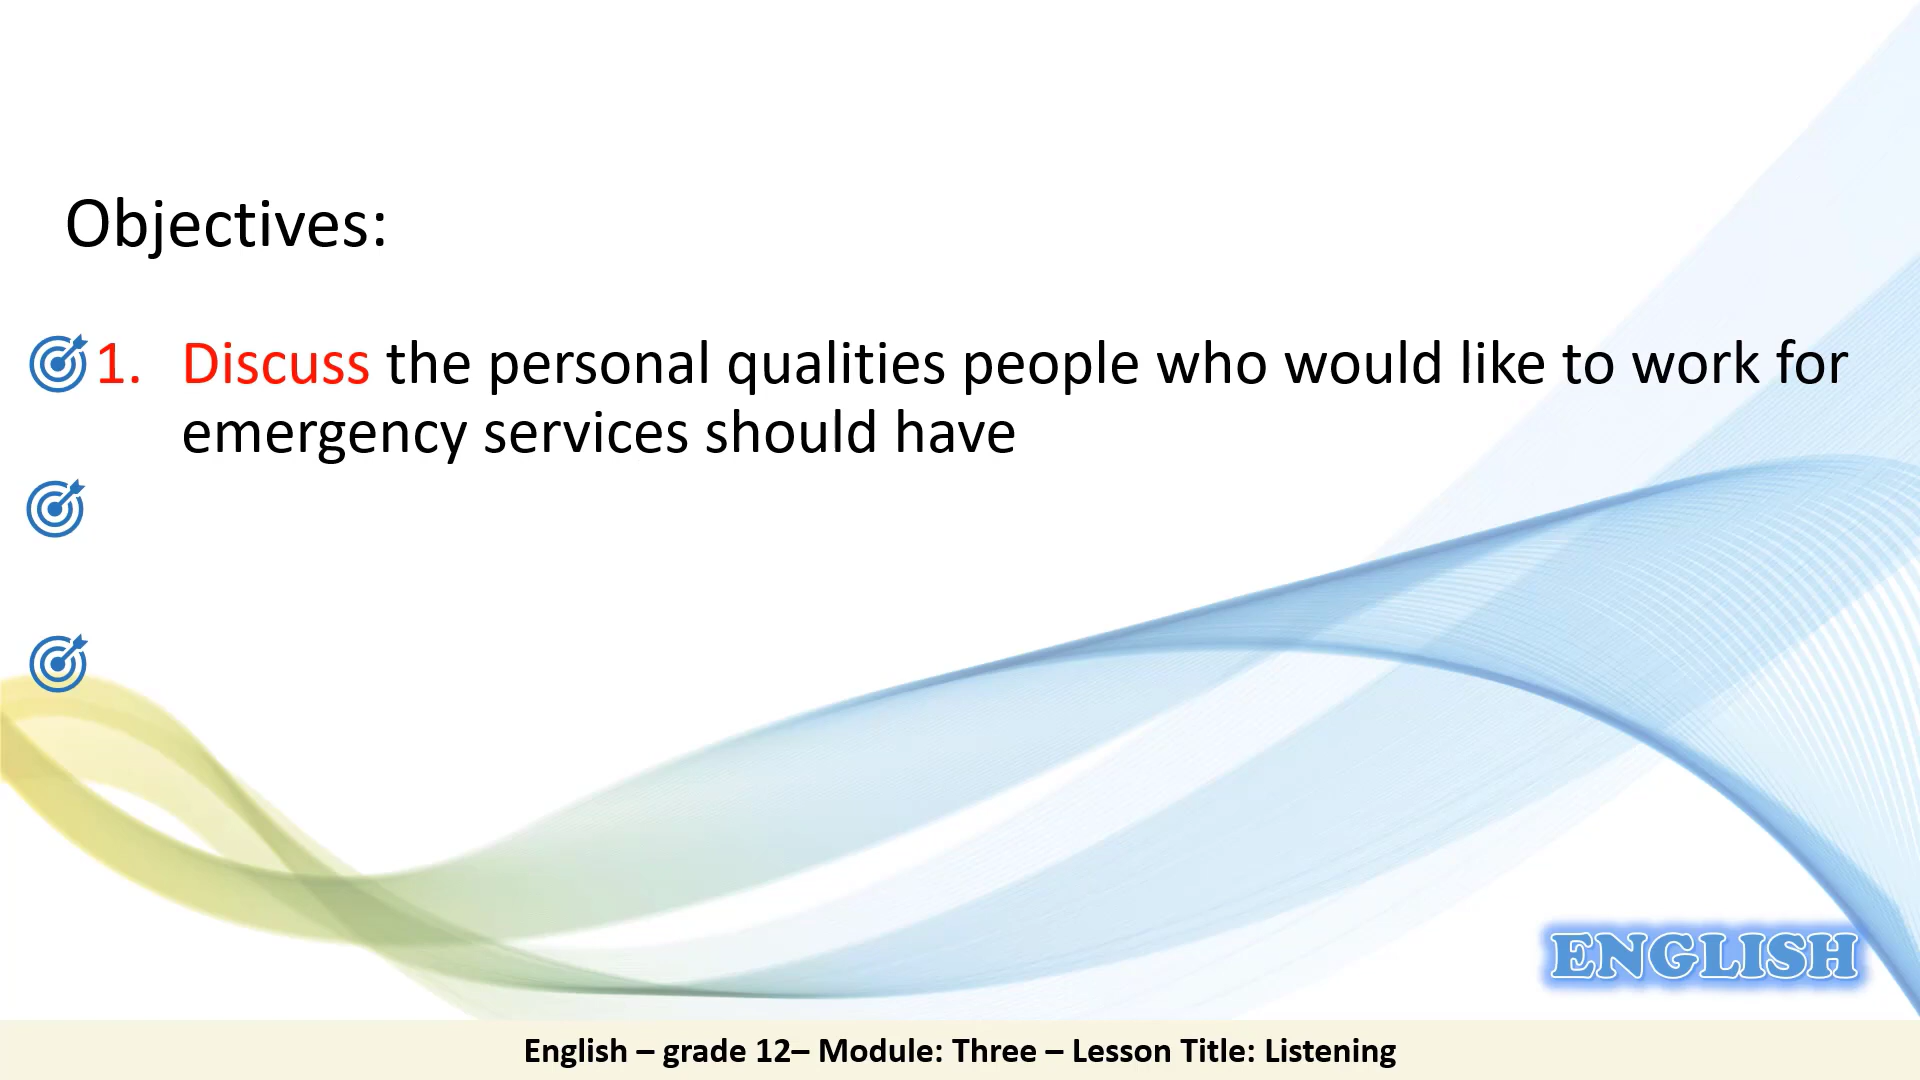 Objectives:
1. Discuss the personal qualities people who would like to work for
emergency services should have
ENGLISH
English – grade 12– Module: Three – Lesson Title: Listening